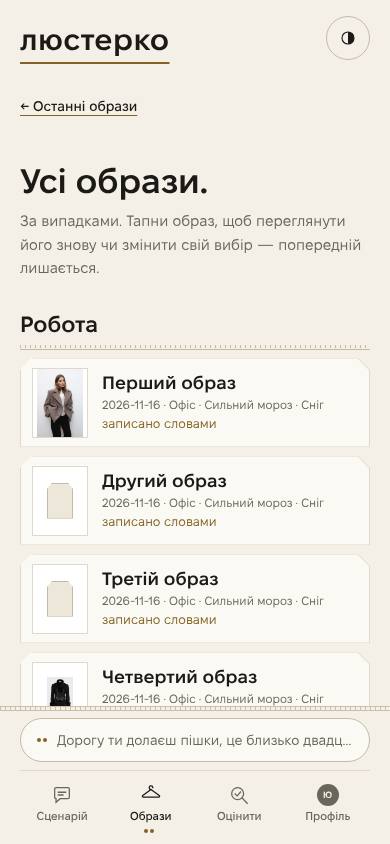 люстерко
← Останні образи
Усі образи.
За випадками. Тапни образ, щоб переглянути
його знову чи змінити свій вибір — попередній
лишається.
Робота
Перший образ
2026-11-16 · Офіс · Сильний мороз · Сніг
записано словами
Другий образ
2026-11-16 · Офіс · Сильний мороз · Сніг
записано словами
Третій образ
2026-11-16 · Офіс · Сильний мороз · Сніг
записано словами
Четвертий образ
2026-11-16 · Офіс · Сильний мороз · Сніг
Дорогу ти долаєш пішки, це близько двадц...
Сценарій
Образи
Оцінити
Ю
Профіль